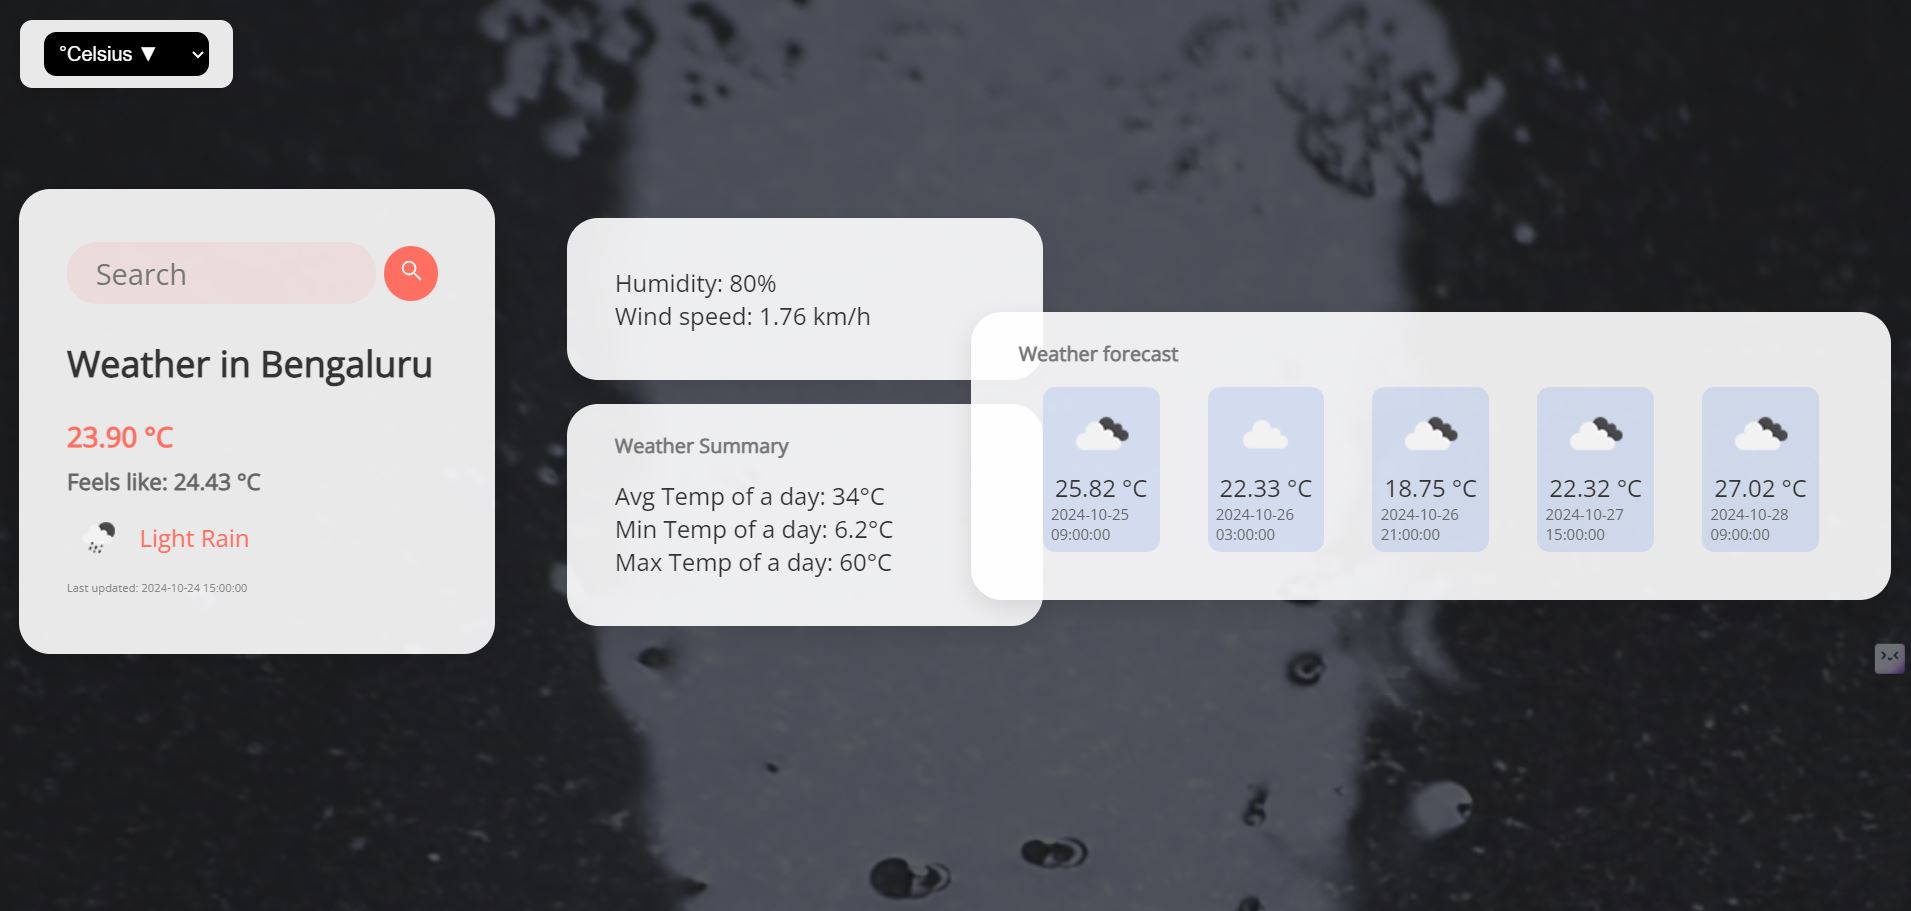 °Celsius ▼
Search
Weather in Bengaluru
23.90 °C
Feels like: 24.43 °C
Light Rain
Last updated: 2024-10-24 15:00:00
Humidity: 80%
Wind speed: 1.76 km/h
Weather Summary
Avg Temp of a day: 34°C
Min Temp of a day: 6.2°C
Max Temp of a day: 60°C
Weather forecast
25.82 °C
2024-10-25
09:00:00
22.33 °C
2024-10-26
03:00:00
18.75 °C
2024-10-26
21:00:00
22.32 °C
2024-10-27
15:00:00
27.02 °C
2024-10-28
09:00:00